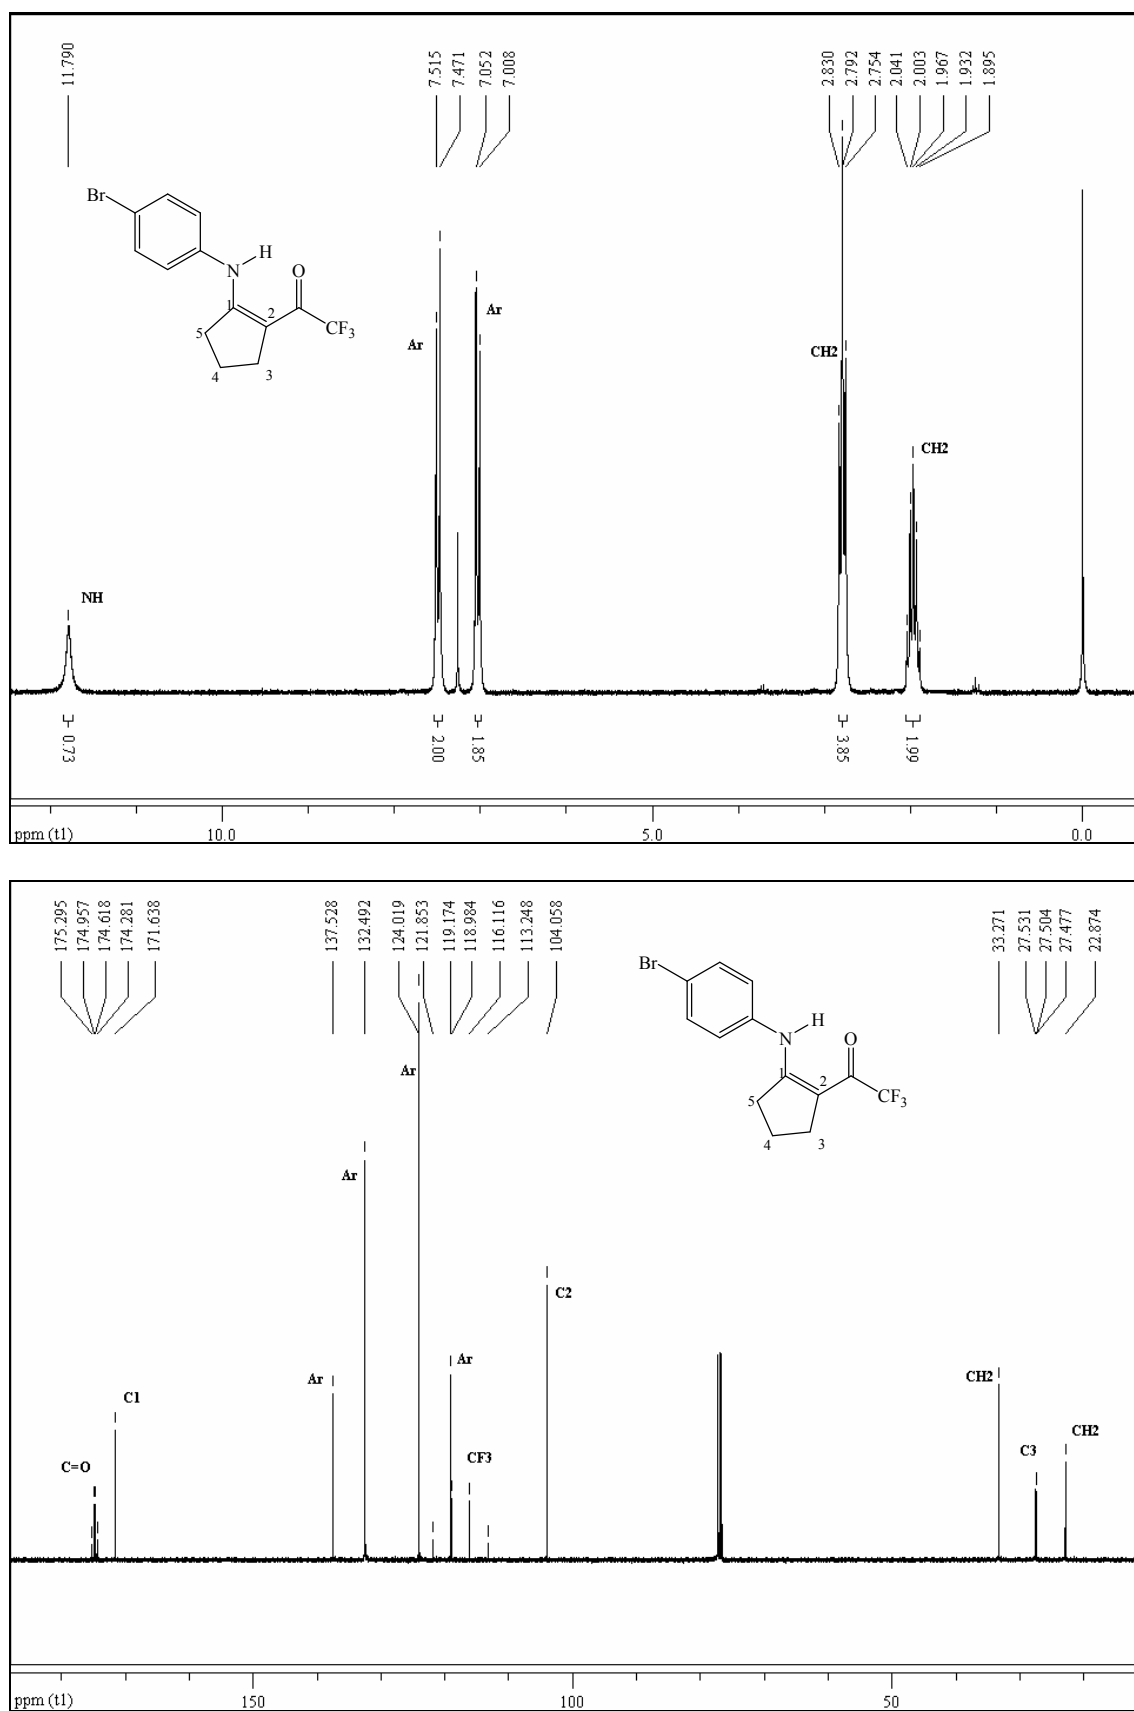 11.790
7.515
7.471
7.052
7.008
2.830
2.792
2.754
2.041
2.003
1.967
1.932
1.895
Br
N
H
O
CF3
1
2
3
4
5
Ar
Ar
CH2
CH2
NH
0.73
2.00
1.85
3.85
1.99
ppm (t1)
10.0
5.0
0.0
175.295
174.957
174.618
174.281
171.638
137.528
132.492
124.019
121.853
119.174
118.984
116.116
113.248
104.058
33.271
27.531
27.504
27.477
22.874
Br
N
H
O
CF3
1
2
3
4
5
Ar
Ar
C2
Ar
Ar
CH2
C1
CH2
C3
CF3
C=O
ppm (t1)
150
100
50